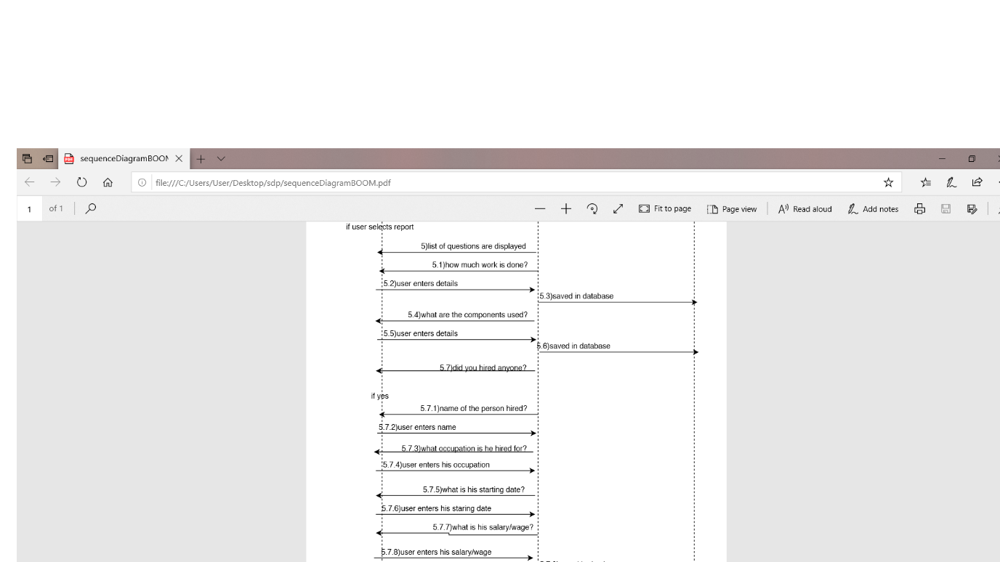 sequenceDiagramBOOM
file:///C:/Users/User/Desktop/sdp/sequenceDiagramBOOM.pdf
1 of 1 Fit to page Page view Read aloud Add notes
if user selects report
5)list of questions are displayed
5.1)how much work is done?
5.2)user enters details
5.3)saved in database
5.4)what are the components used?
5.5)user enters details
5.6)saved in database
5.7)did you hired anyone?
if yes
5.7.1)name of the person hired?
5.7.2)user enters name
5.7.3)what occupation is he hired for?
5.7.4)user enters his occupation
5.7.5)what is his starting date?
5.7.6)user enters his staring date
5.7.7)what is his salary/wage?
5.7.8)user enters his salary/wage